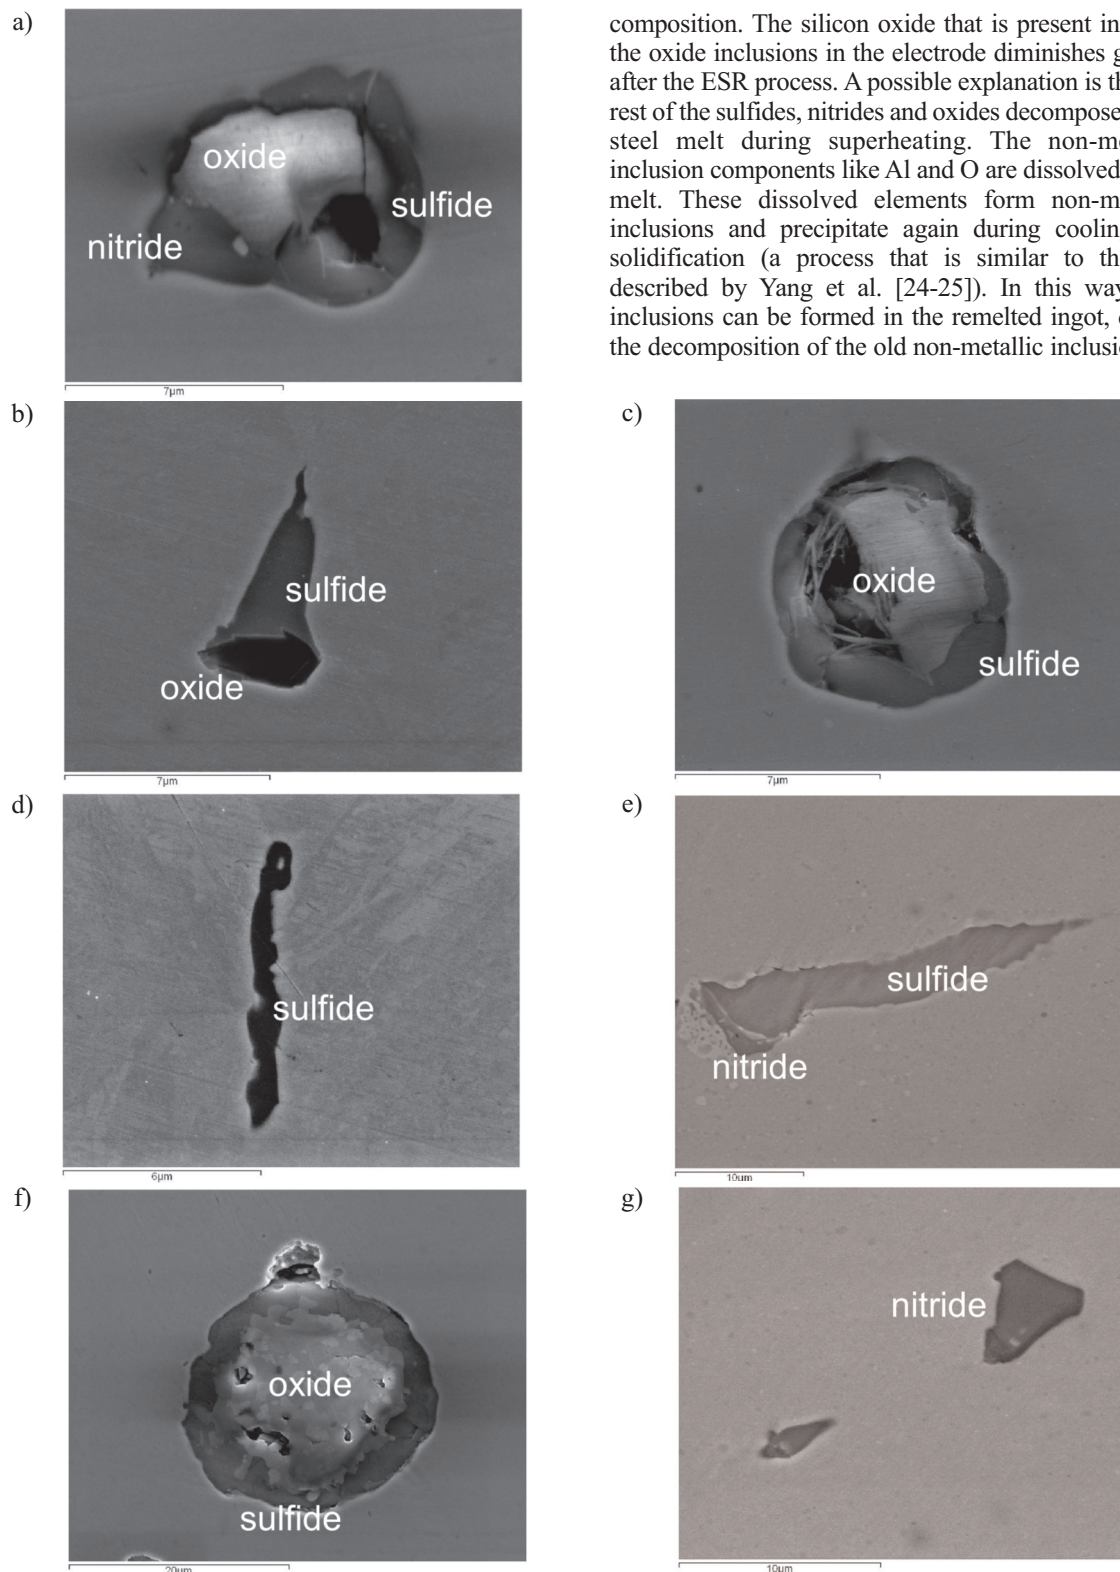 a)
oxide
sulfide
nitride
7µm
composition. The silicon oxide that is present in
the oxide inclusions in the electrode diminishes g
after the ESR process. A possible explanation is th
rest of the sulfides, nitrides and oxides decompose
steel melt during superheating. The non-me
inclusion components like Al and O are dissolved
melt. These dissolved elements form non-m
inclusions and precipitate again during coolin
solidification (a process that is similar to th
described by Yang et al. [24-25]). In this way
inclusions can be formed in the remelted ingot,
the decomposition of the old non-metallic inclusi
b)
sulfide
oxide
7µm
c)
oxide
sulfide
7µm
d)
sulfide
6µm
e)
sulfide
nitride
10µm
f)
oxide
sulfide
20µm
g)
nitride
10µm